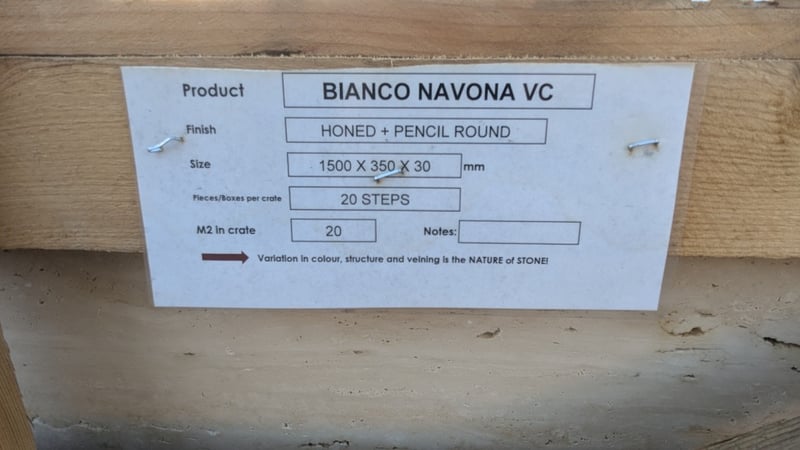 Product BIANCO NAVONA VC
Finish HONED + PENCIL ROUND
Size 1500 X 350 X 30 mm
Pieces/Boxes per crate 20 STEPS
M2 in crate 20 Notes:
Variation in colour, structure and veining is the NATURE of STONE!